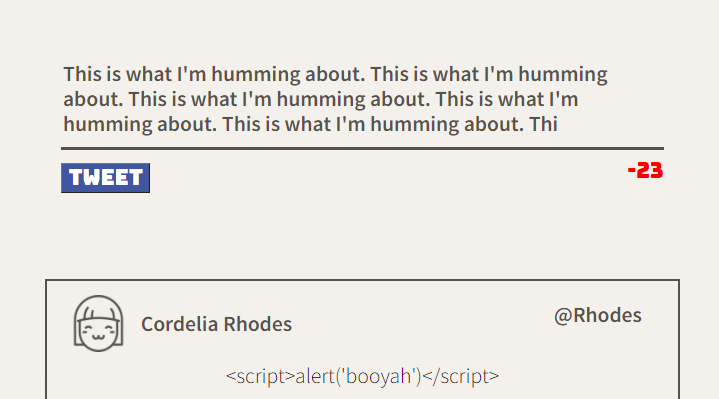 This is what I'm humming about. This is what I'm humming
about. This is what I'm humming about. This is what I'm
humming about. This is what I'm humming about. Thi
TWEET
-23
Cordelia Rhodes
@Rhodes
<script>alert('booyah')</script>